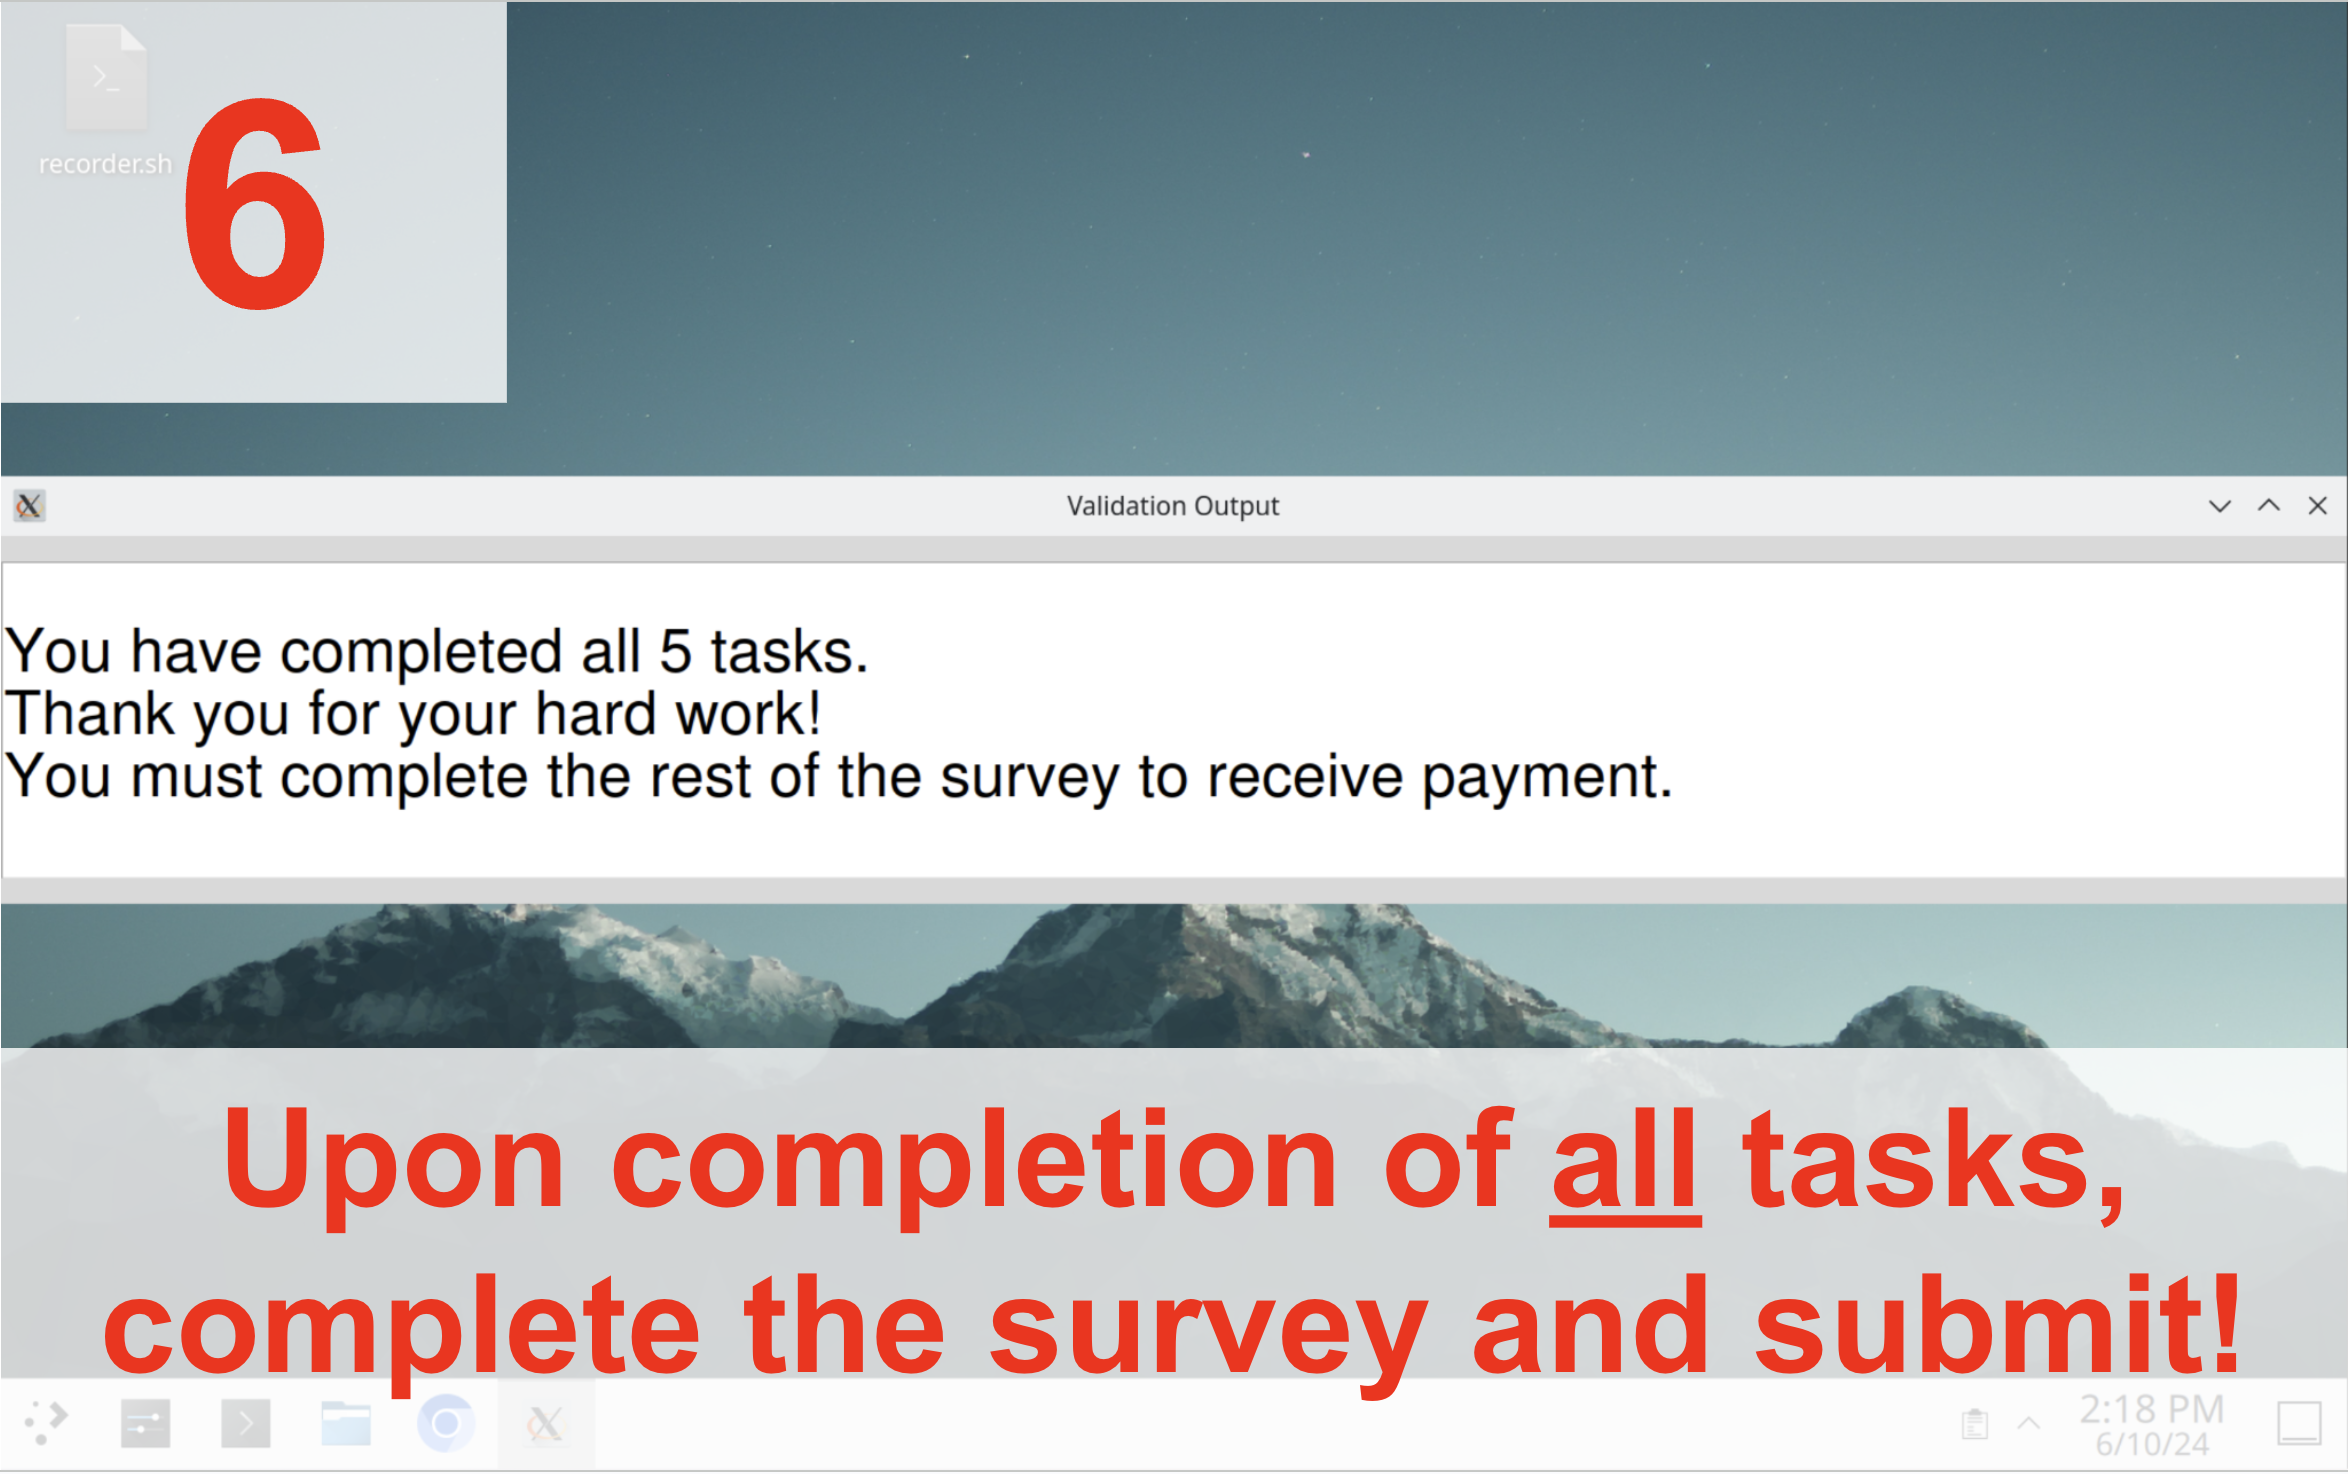 6
recorder.sh
Validation Output
You have completed all 5 tasks.
Thank you for your hard work!
You must complete the rest of the survey to receive payment.
Upon completion of all tasks,
complete the survey and submit!
2:18 PM
6/10/24